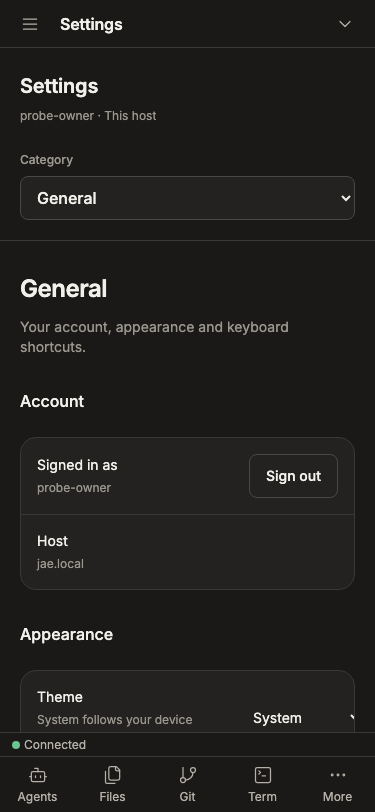 Settings
Settings
probe-owner · This host
Category
General
General
Your account, appearance and keyboard
shortcuts.
Account
Signed in as
probe-owner
Sign out
Host
jae.local
Appearance
Theme
System follows your device
System
Connected
Agents
Files
Git
Term
More